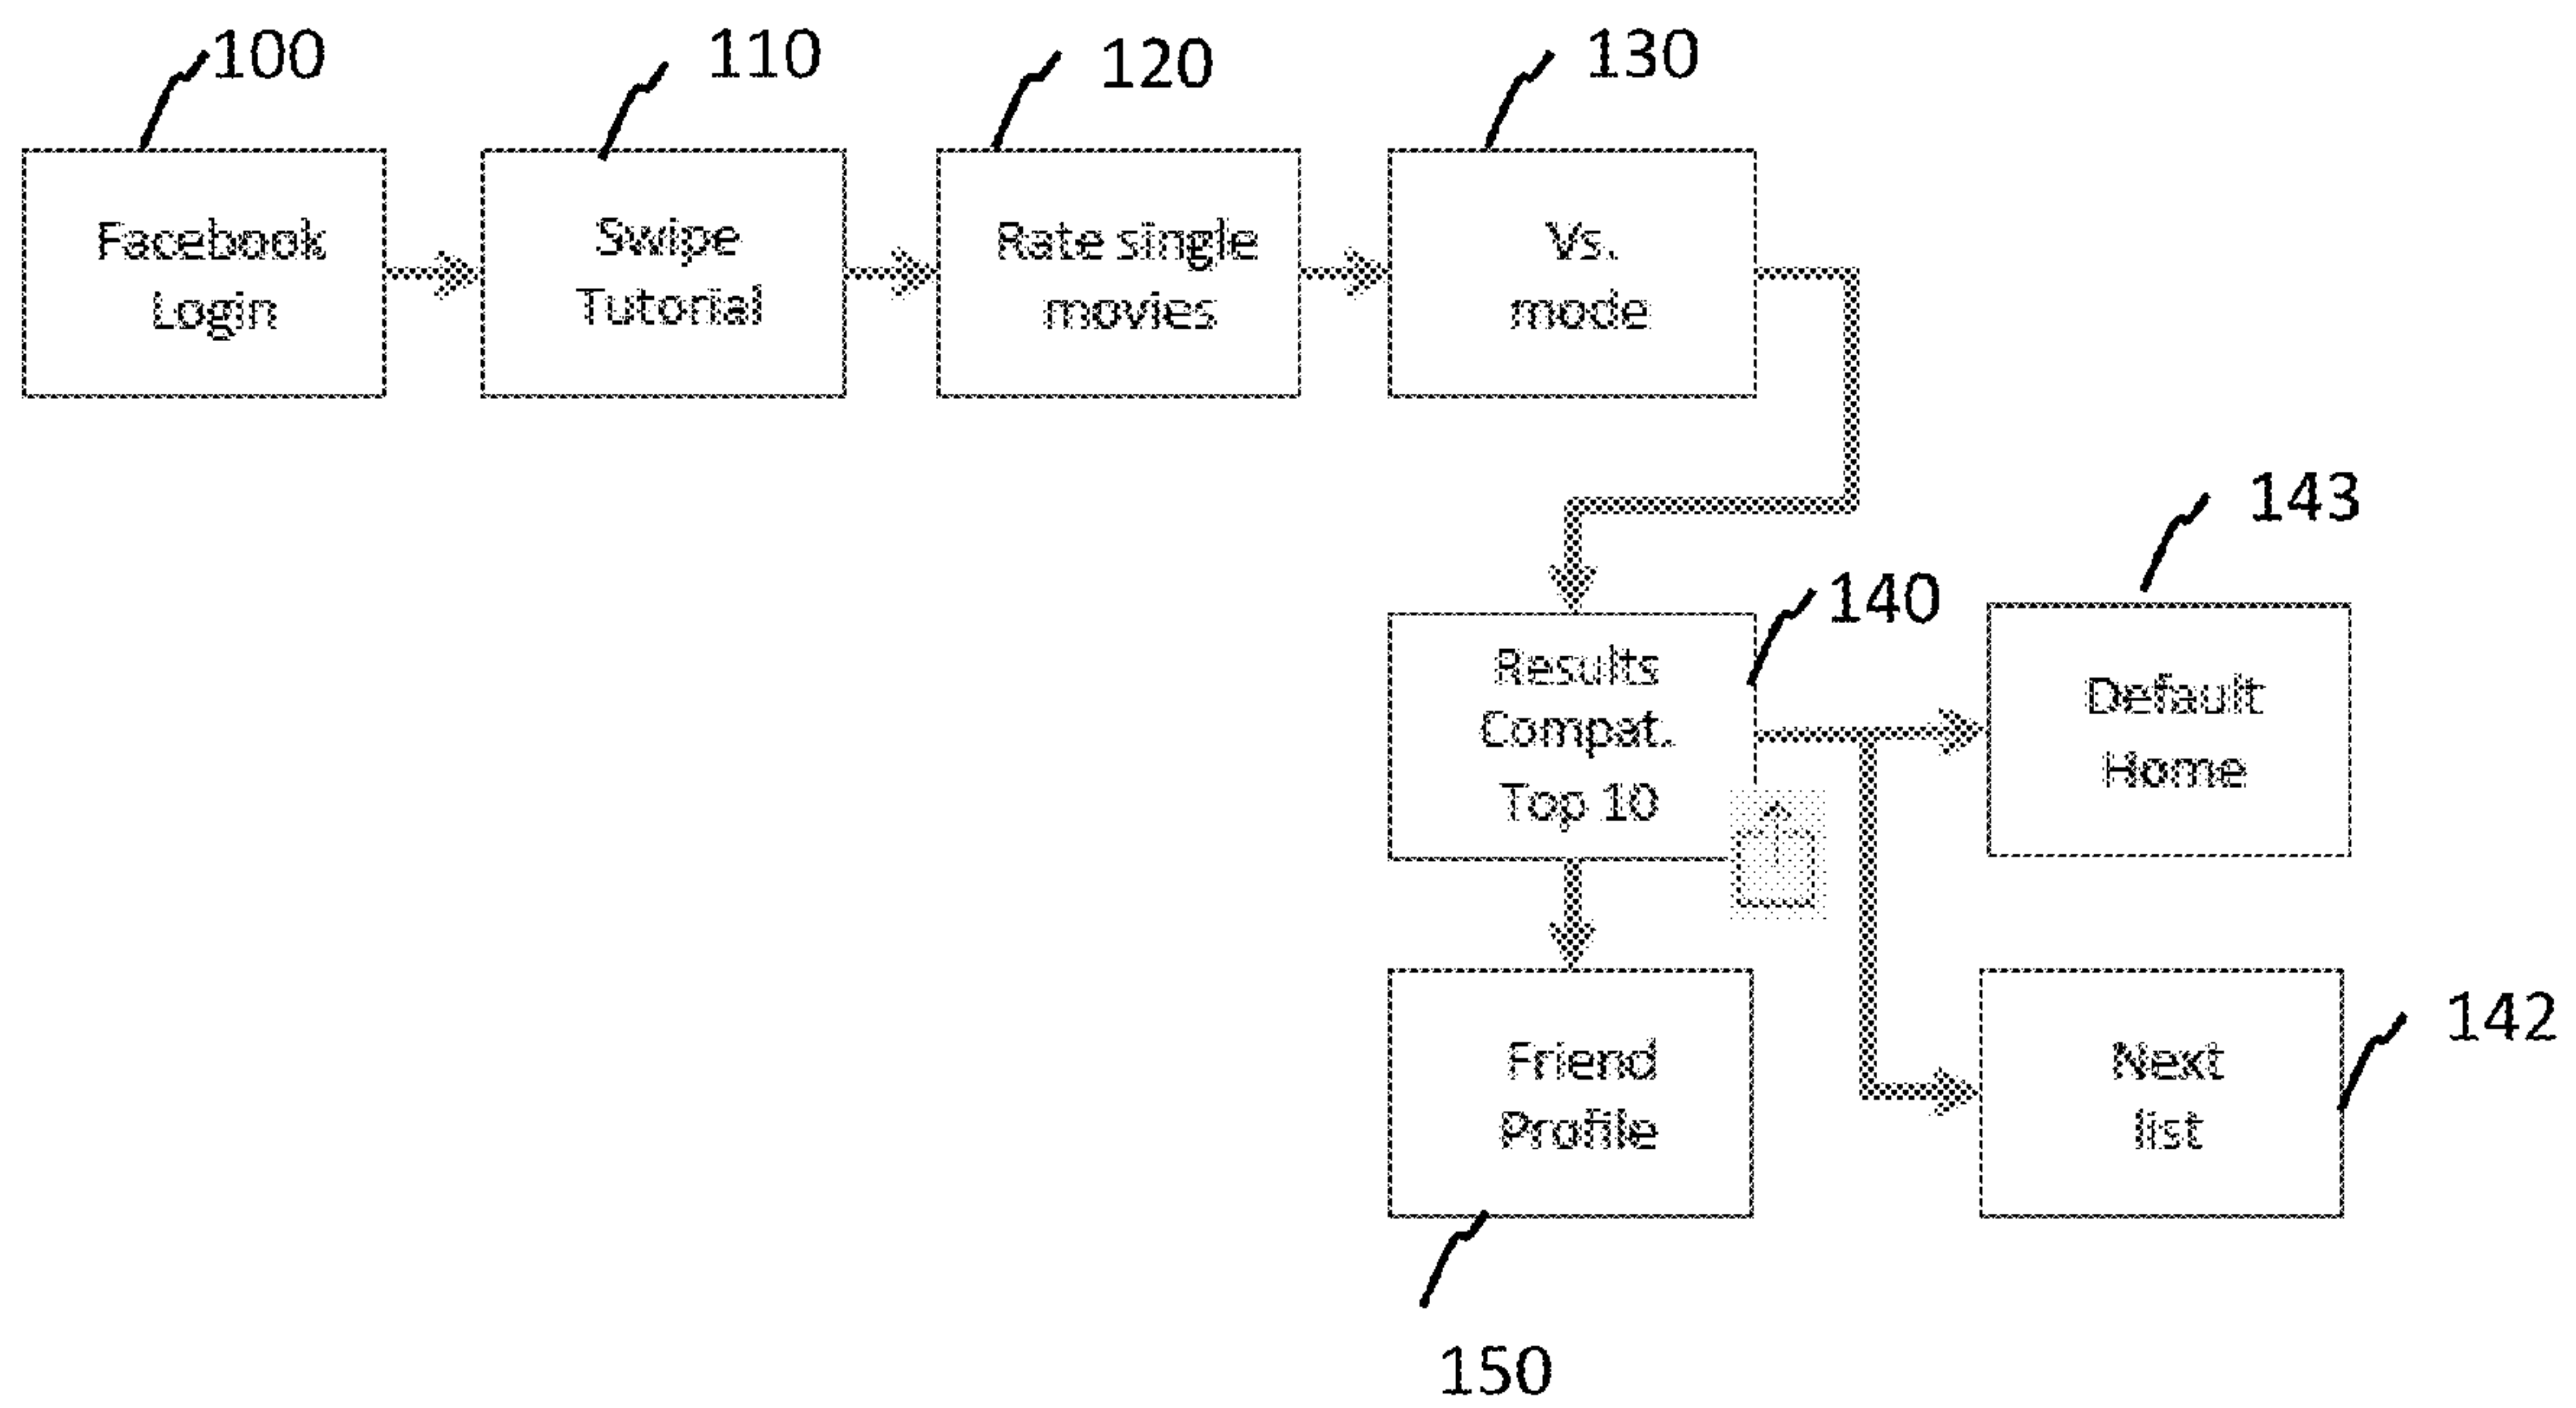 100
110
120
130
Facebook
Login
Swipe
Tutorial
Rate single
movies
Vs.
mode
143
140
Results
Compat.
Top 10
Default
Home
142
Friend
Profile
Next
list
150